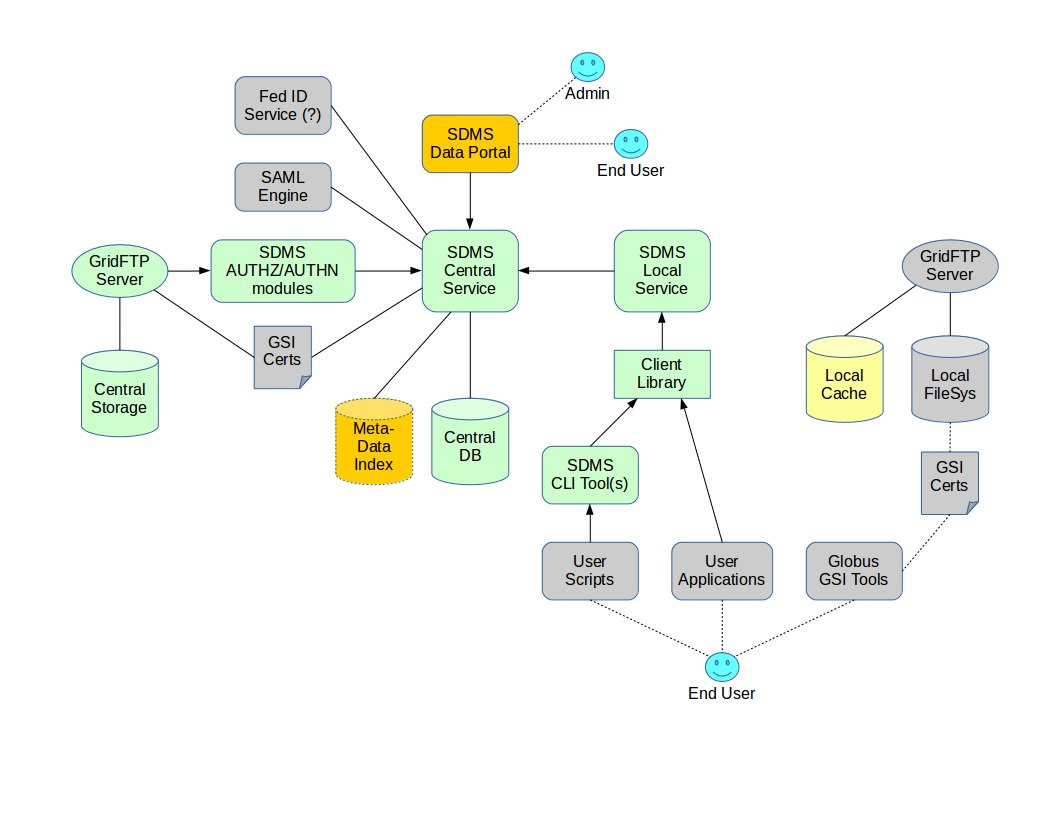 Admin
Fed ID
Service (?)
SDMS
Data Portal
End User
SAML
Engine
GridFTP
Server
SDMS
AUTHZ/AUTHN
modules
SDMS
Central
Service
SDMS
Local
Service
GridFTP
Server
GSI
Certs
Client
Library
Central
Storage
Local
Cache
Local
FileSys
Meta-
Data
Index
Central
DB
SDMS
CLI Tool(s)
GSI
Certs
User
Scripts
User
Applications
Globus
GSI Tools
End User